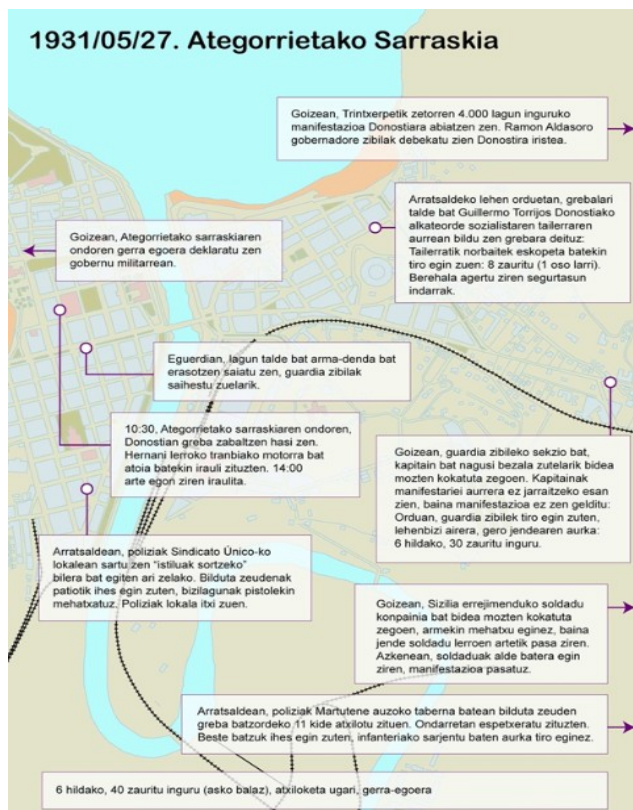 1931/05/27. Ategorrietako Sarraskia
Goizean, Trintxerpetik zetorren 4.000 lagun inguruko
manifestazioa Donostiara abiatzen zen. Ramon Aldasoro
gobernadore zibilak debekatu zien Donostira iristea.
Arratsaldeko lehen orduetan, grebalari
talde bat Guillermo Torrijos Donostiako
alkateorde sozialistaren tailerraren
aurrean bildu zen grebara deituz:
Tailerratik norbaitek eskopeta batekin
tiro egin zuen: 8 zauritu (1 oso larri).
Berehala agertu ziren segurtasun
indarrak.
Goizean, Ategorrietako sarraskiaren
ondoren gerra egoera deklaratu zen
gobernu militarrean.
Eguerdian, lagun talde bat arma-denda bat
erasotzen saiatu zen, guardia zibilak
saihestu zuelarik.
10:30, Ategorrietako sarraskiaren ondoren,
Donostian greba zabaltzen hasi zen.
Hernani lerroko tranbiako motorra bat
atoia batekin irauli zituzten. 14:00
arte egon ziren iraulita.
Goizean, guardia zibileko sekzio bat,
kapitain bat nagusi bezala zutelarik bidea
mozten kokatuta zegoen. Kapitainak
manifestariei aurrera ez jarraitzeko esan
zien, baina manifestazioa ez zen gelditu:
Orduan, guardia zibilek tiro egin zuten,
lehenbizi airera, gero jendearen aurka:
6 hildako, 30 zauritu inguru.
Arratsaldean, poliziak Sindicato Único-ko
lokalean sartu zen "istiluak sortzeko"
bilera bat egiten ari zelako. Bilduta zeudenak
patiotik ihes egin zuten, bizilagunak pistolekin
mehatxatuz. Poliziak lokala itxi zuen.
Goizean, Sizilia errejimenduko soldadu
konpainia bat bidea mozten kokatuta
zegoen, armekin mehatxu eginez, baina
jende soldadu lerroen artetik pasa ziren.
Azkenean, soldaduak alde batera egin
ziren, manifestazioa pasatuz.
Arratsaldean, poliziak Martutene auzoko taberna batean bilduta zeuden
greba batzordeko 11 kide atxilotu zituen. Ondarretan espetxeratu zituzten.
Beste batzuk ihes egin zuten, infanteriako sarjentu baten aurka tiro eginez.
6 hildako, 40 zauritu inguru (asko balaz), atxiloketa ugari, gerra-egoera